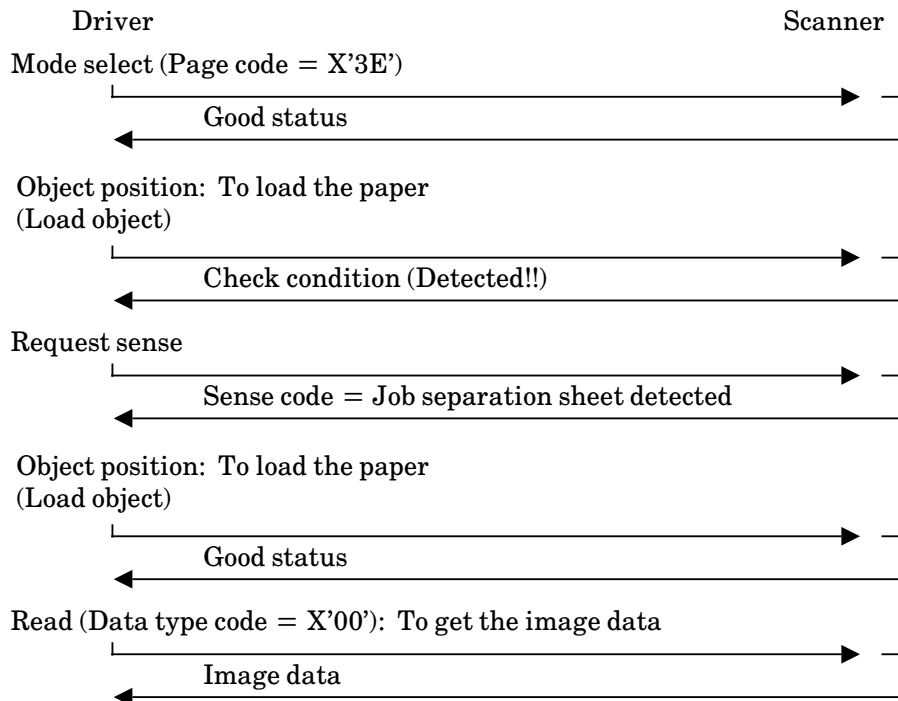 Driver Scanner
Mode select (Page code = X’3E’)
Good status
Object position: To load the paper
(Load object)
Check condition (Detected!!)
Request sense
Sense code = Job separation sheet detected
Object position: To load the paper
(Load object)
Good status
Read (Data type code = X’00’): To get the image data
Image data